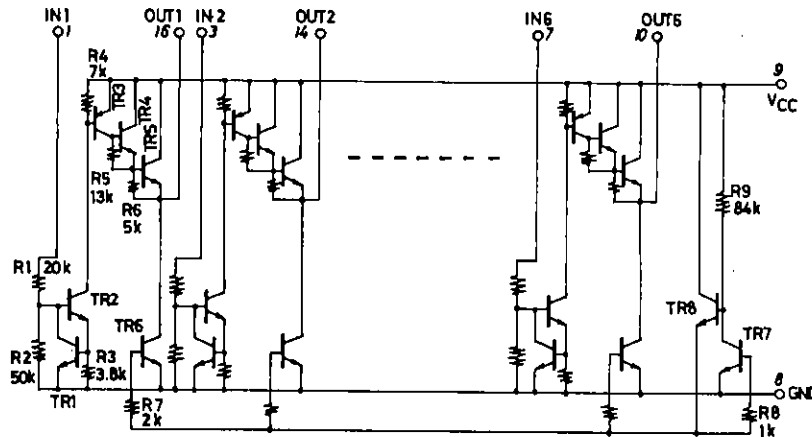 IN1 OUT1 IN2 OUT2 IN6 OUT6
1 16 3 14 7 10
R4
7k
TR3
TR4
TR5
9
VCC
R5
13k
R6
5k
R9
84k
R1 20k
TR2
TR6
TR8
TR7
R2
50k
R3
3.8k
TR1
8 GND
R7
2k
R8
1k